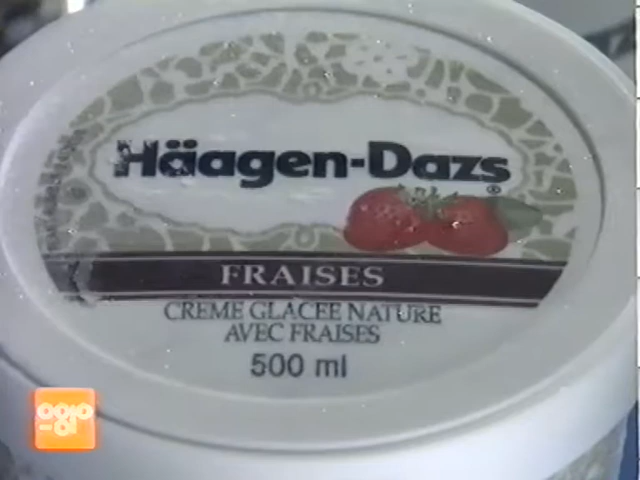 Häagen-Dazs
®
FRAISES
CREME GLACEE NATURE
AVEC FRAISES
500 ml